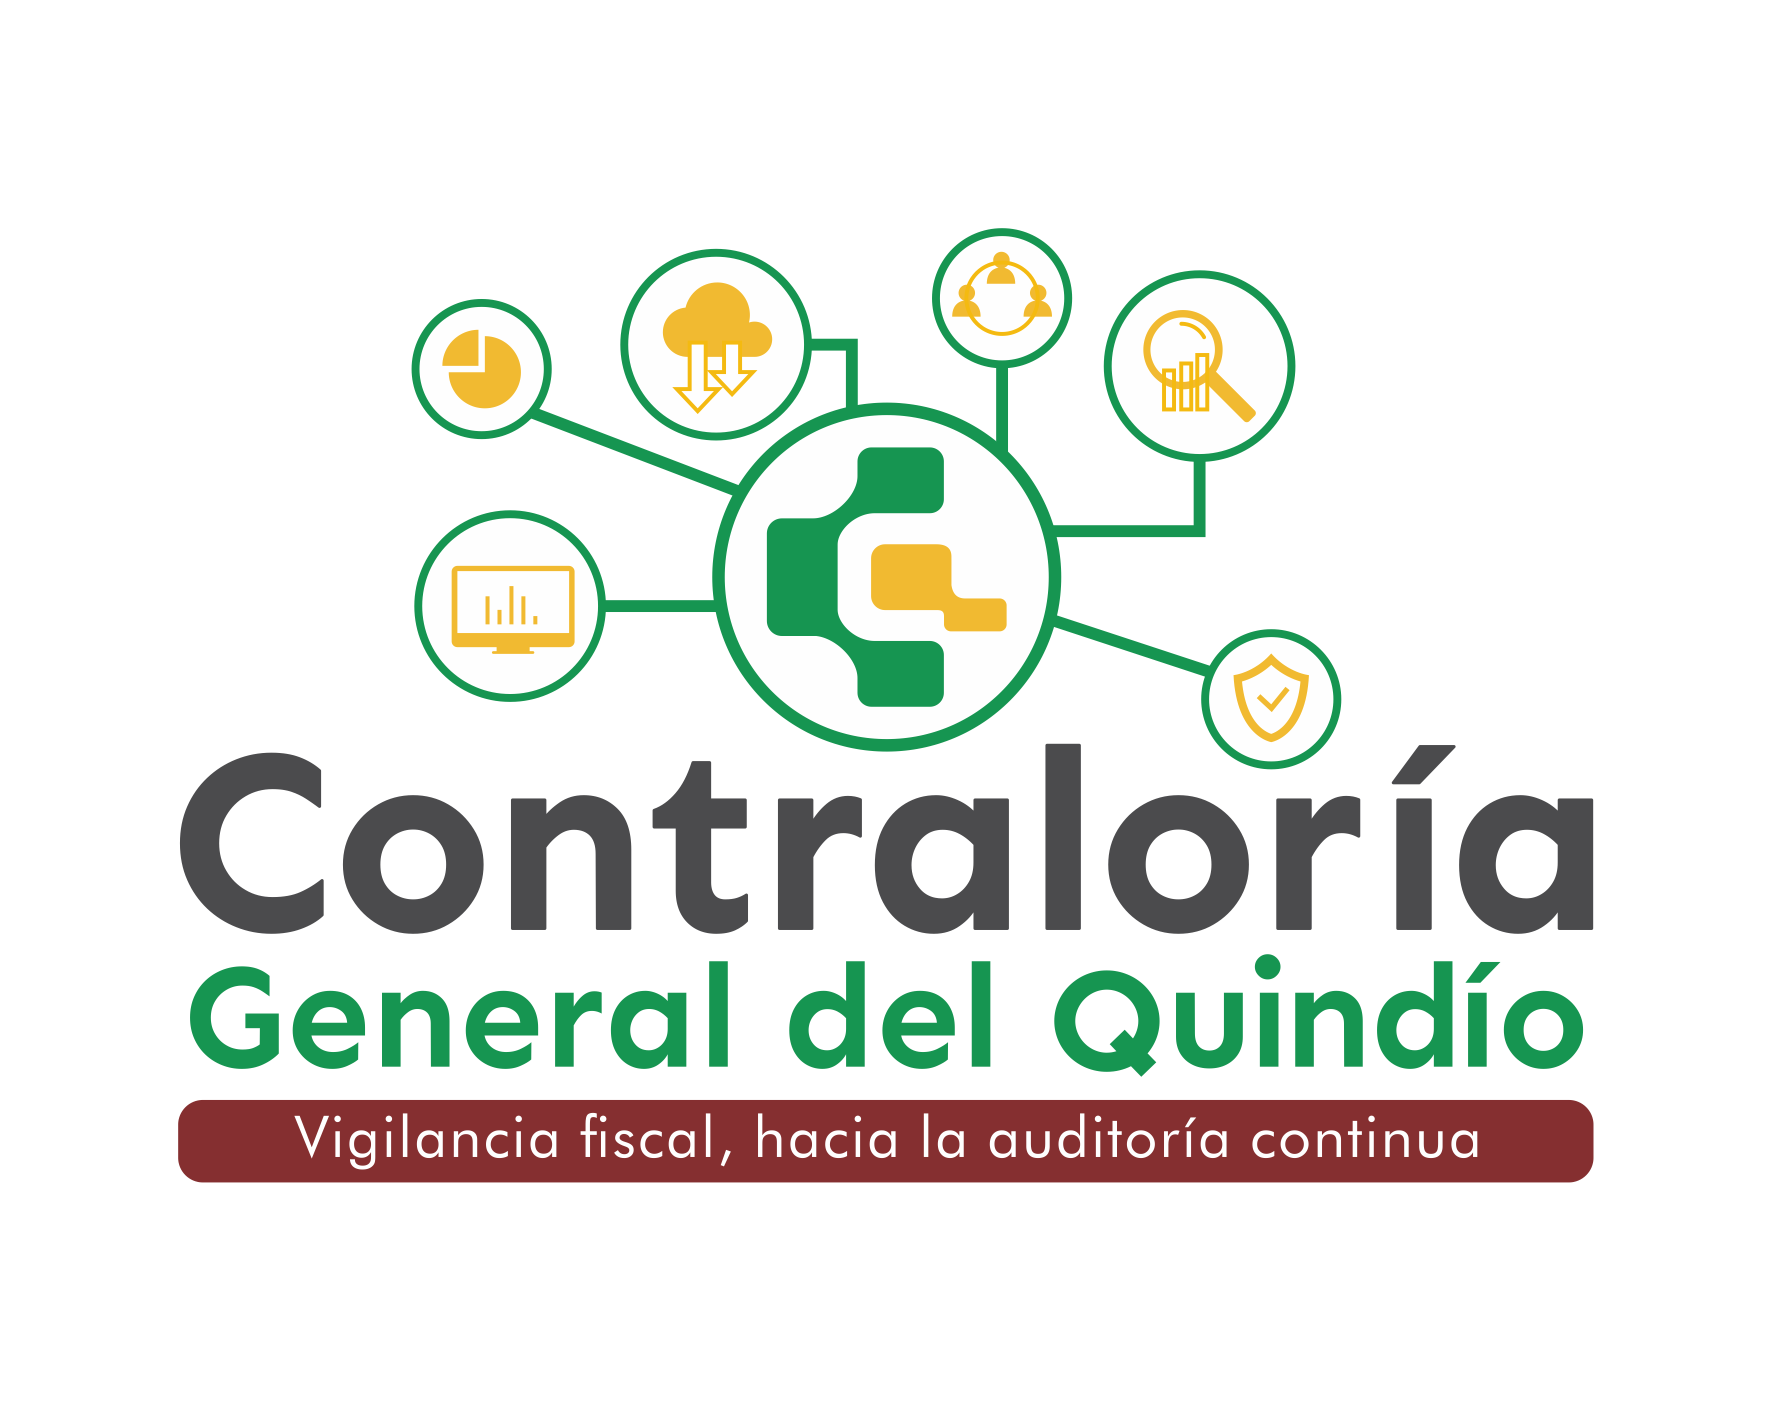 Contraloría
General del Quindío
Vigilancia fiscal, hacia la auditoría continua